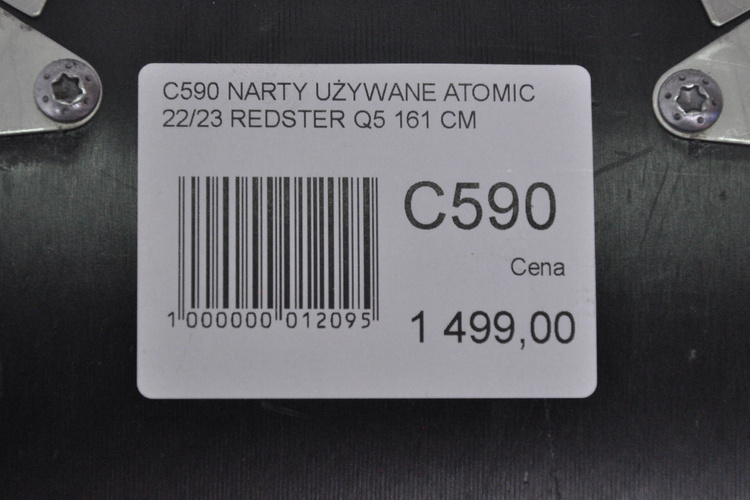 C590 NARTY UŻYWANE ATOMIC
22/23 REDSTER Q5 161 CM
C590
Cena
1 499,00
1 000000 012095